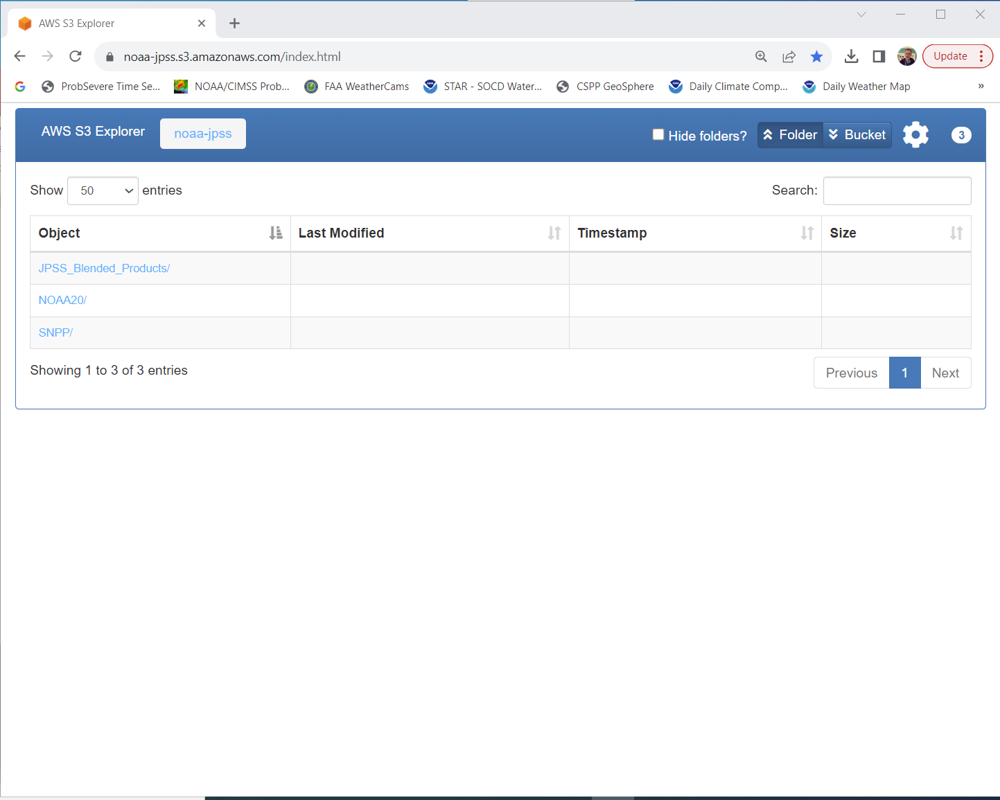 AWS S3 Explorer
noaa-jpss.s3.amazonaws.com/index.html
Update
ProbSevere Time Se...
NOAA/CIMSS Prob...
FAA WeatherCams
STAR - SOCD Water...
CSPP GeoSphere
Daily Climate Comp...
Daily Weather Map
»
AWS S3 Explorer
noaa-jpss
Hide folders?
Folder
Bucket
3
Show 50 entries
Search:
Object
Last Modified
Timestamp
Size
JPSS_Blended_Products/
NOAA20/
SNPP/
Showing 1 to 3 of 3 entries
Previous
1
Next